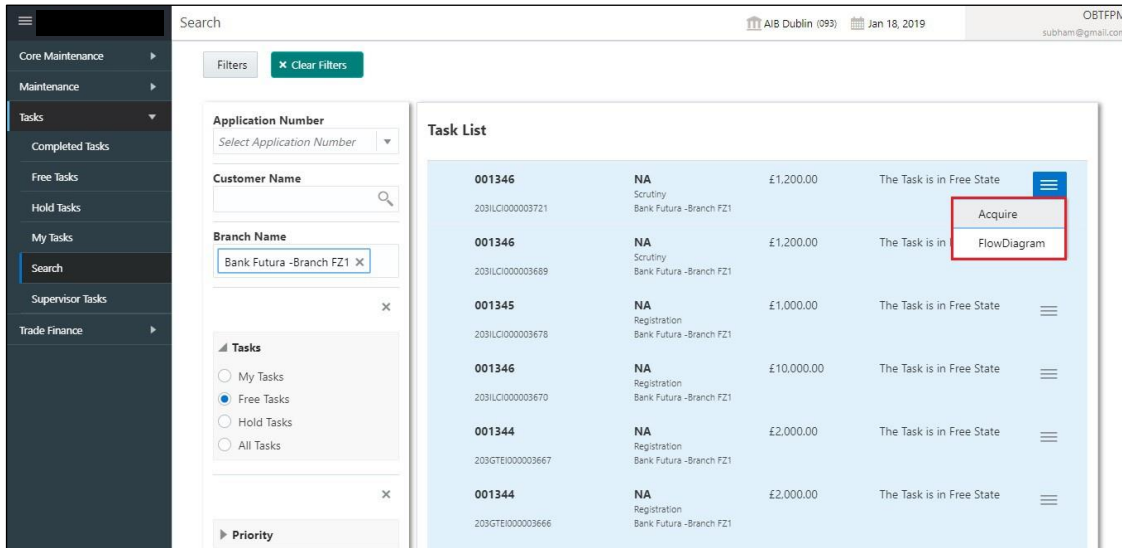 Search
AIB Dublin (093)
Jan 18, 2019
OBTFPM
subham@gmail.com
Core Maintenance
Maintenance
Tasks
Completed Tasks
Free Tasks
Hold Tasks
My Tasks
Search
Supervisor Tasks
Trade Finance
Filters
× Clear Filters
Application Number
Select Application Number
Customer Name
Branch Name
Bank Futura -Branch FZ1 ×
×
Tasks
My Tasks
Free Tasks
Hold Tasks
All Tasks
×
Priority
Task List
001346 NA £1,200.00 The Task is in Free State
Scrutiny
203ILCI000003721 Bank Futura -Branch FZ1
Acquire
FlowDiagram
001346 NA £1,200.00 The Task is in
Scrutiny
203ILCI000003689 Bank Futura -Branch FZ1
001345 NA £1,000.00 The Task is in Free State
Registration
203ILCI000003678 Bank Futura -Branch FZ1
001346 NA £10,000.00 The Task is in Free State
Registration
203ILCI000003670 Bank Futura -Branch FZ1
001344 NA £2,000.00 The Task is in Free State
Registration
203GTEI000003667 Bank Futura -Branch FZ1
001344 NA £2,000.00 The Task is in Free State
Registration
203GTEI000003666 Bank Futura -Branch FZ1